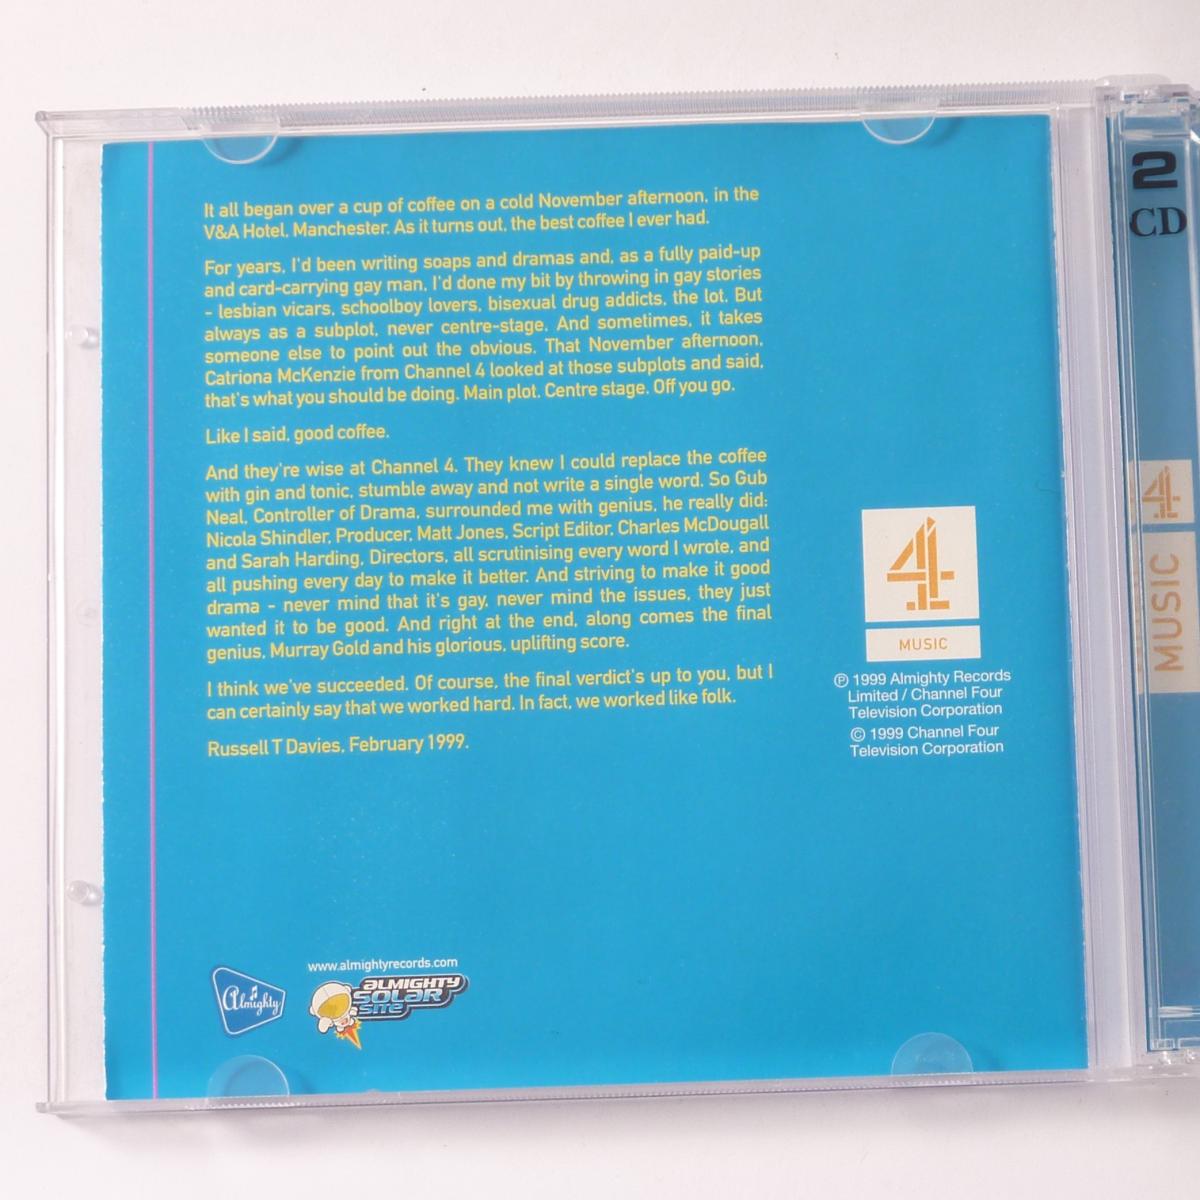 It all began over a cup of coffee on a cold November afternoon, in the
V&A Hotel, Manchester. As it turns out, the best coffee I ever had.
For years, I'd been writing soaps and dramas and, as a fully paid-up
and card-carrying gay man, I'd done my bit by throwing in gay stories
- lesbian vicars, schoolboy lovers, bisexual drug addicts, the lot. But
always as a subplot, never centre-stage. And sometimes, it takes
someone else to point out the obvious. That November afternoon,
Catriona McKenzie from Channel 4 looked at those subplots and said,
that's what you should be doing. Main plot. Centre stage. Off you go.
Like I said, good coffee.
And they're wise at Channel 4. They knew I could replace the coffee
with gin and tonic, stumble away and not write a single word. So Gub
Neal, Controller of Drama, surrounded me with genius, he really did:
Nicola Shindler, Producer, Matt Jones, Script Editor, Charles McDougall
and Sarah Harding, Directors, all scrutinising every word I wrote, and
all pushing every day to make it better. And striving to make it good
drama - never mind that it's gay, never mind the issues, they just
wanted it to be good. And right at the end, along comes the final
genius, Murray Gold and his glorious, uplifting score.
I think we've succeeded. Of course, the final verdict's up to you, but I
can certainly say that we worked hard. In fact, we worked like folk.
Russell T Davies, February 1999.
4
MUSIC
℗ 1999 Almighty Records
Limited / Channel Four
Television Corporation
© 1999 Channel Four
Television Corporation
Almighty
www.almightyrecords.com
ALMIGHTY
SOLAR
SITE
2
CD
4
MUSIC